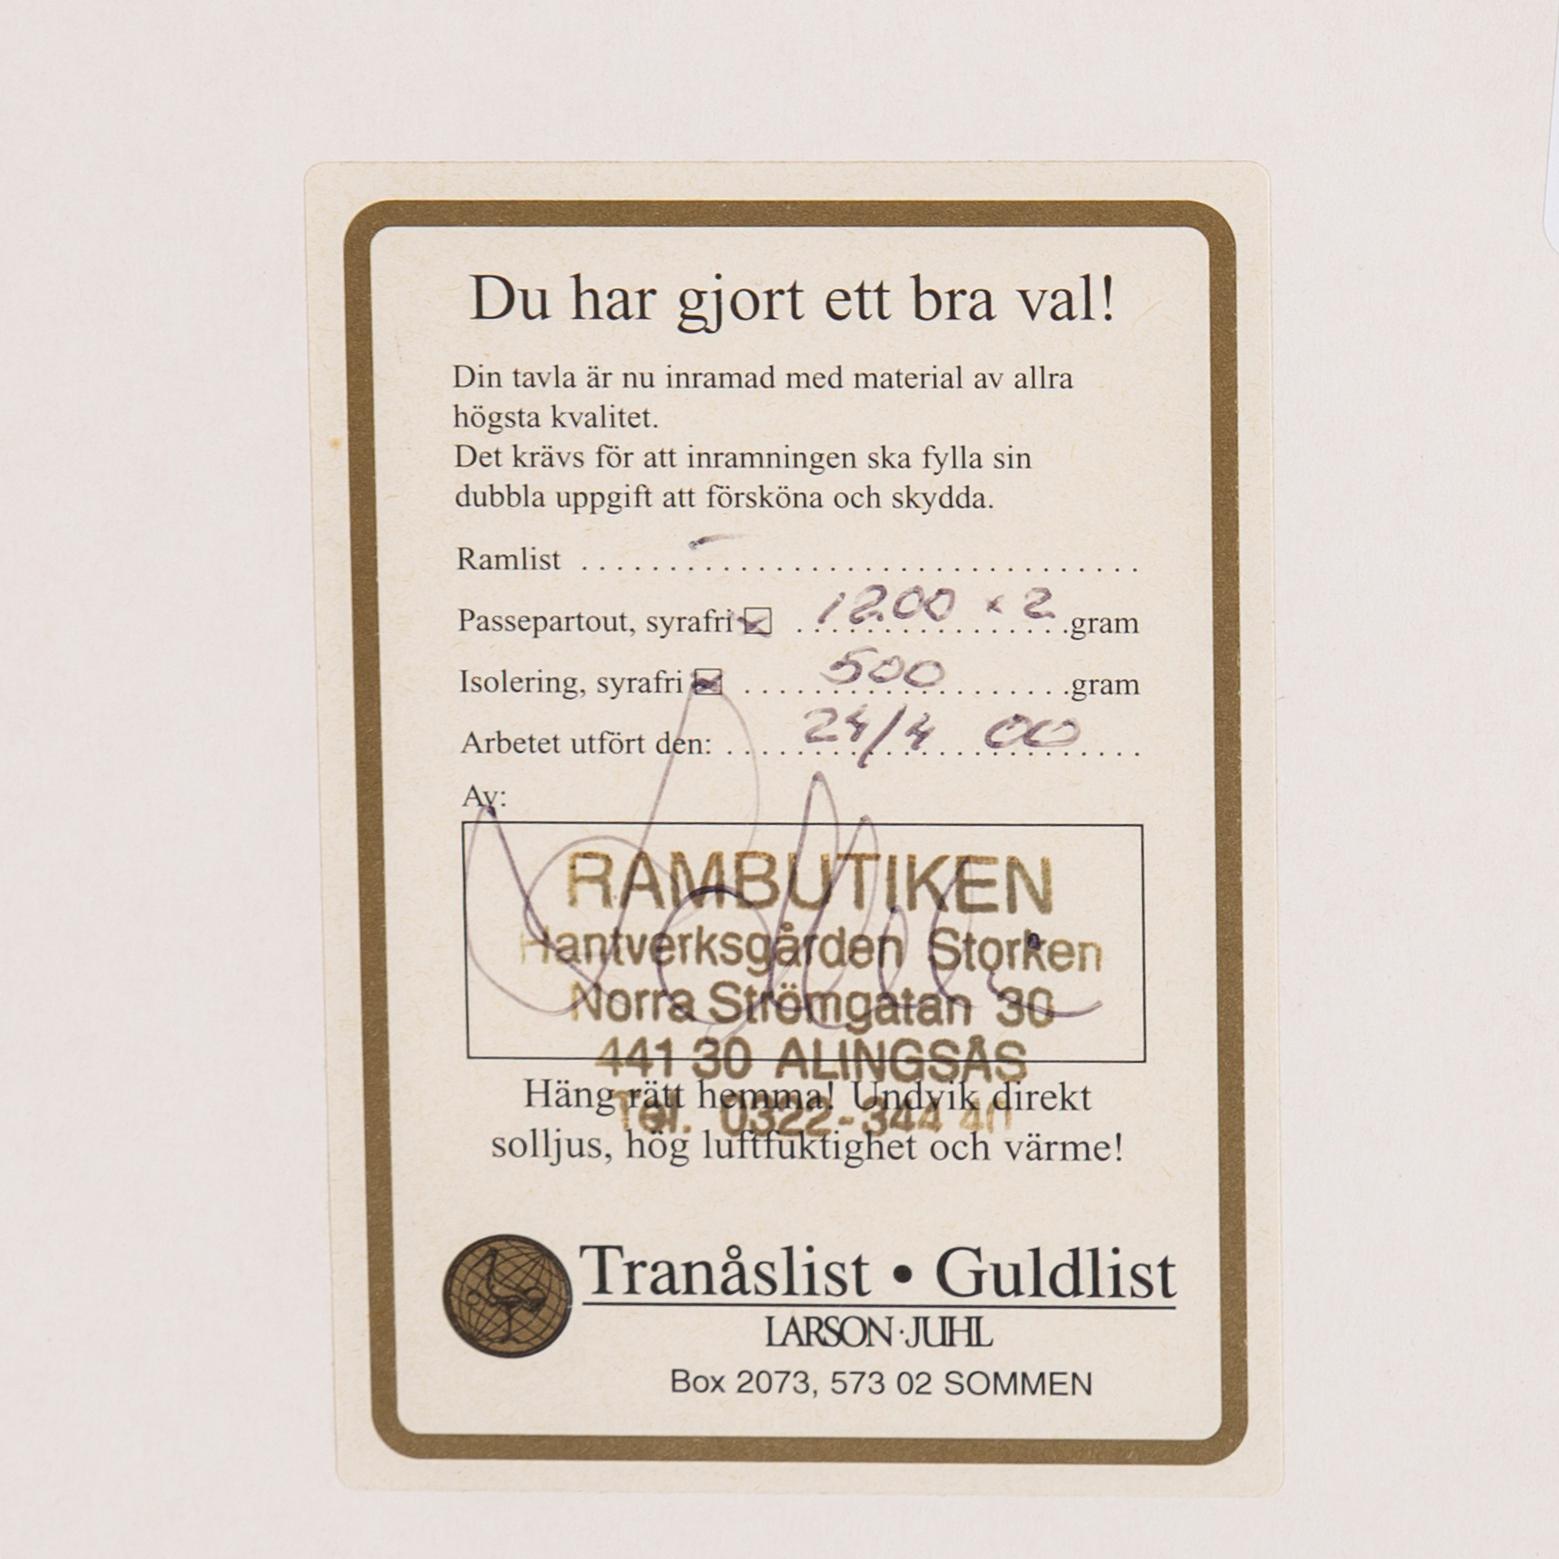 Du har gjort ett bra val!
Din tavla är nu inramad med material av allra
högsta kvalitet.
Det krävs för att inramningen ska fylla sin
dubbla uppgift att försköna och skydda.
Ramlist
Passepartout, syrafri 1200 x 2 gram
Isolering, syrafri 500 gram
Arbetet utfört den: 24/4 00
Av:
RAMBUTIKEN
Hantverksgården Storken
Norra Strömgatan 30
441 30 ALINGSÅS
Tel. 0322-344 40
Häng rätt hemma! Undvik direkt
solljus, hög luftfuktighet och värme!
Tranåslist • Guldlist
LARSON·JUHL
Box 2073, 573 02 SOMMEN